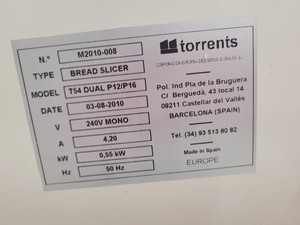 N.º M2010-008
TYPE BREAD SLICER
MODEL T54 DUAL P12/P16
DATE 03-08-2010
V 240V MONO
A 4,20
kW 0,55 kW
Hz 50 Hz
torrents
Pol. Ind Pla de la Bruguera
C/ Berguedà, 43 local 14
08211 Castellar del Vallès
BARCELONA (SPAIN)
Tel. (34) 93 513 80 82
Made in Spain
EUROPE